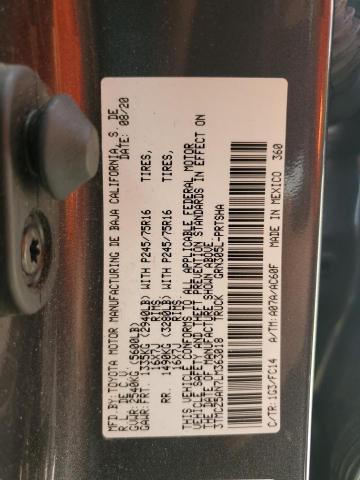 MFD.BY:TOYOTA MOTOR MANUFACTURING DE BAJA CALIFORNIA, S. DE
R. L. DE C. V. DATE: 08/20
GVWR: 2540KG (5600LB)
GAWR: FRT. 1335KG (2940LB) WITH P245/75R16 TIRES,
16X7J RIMS,
RR. 1490KG (3280LB) WITH P245/75R16 TIRES,
16X7J RIMS.
THIS VEHICLE CONFORMS TO ALL APPLICABLE FEDERAL MOTOR
VEHICLE SAFETY AND THEFT PREVENTION STANDARDS IN EFFECT ON
THE DATE OF MANUFACTURE SHOWN ABOVE.
TRUCK GRN305L-PRTSHA
C/TR: 1G3/FC14 A/TM: A07A/AC60F MADE IN MEXICO 360